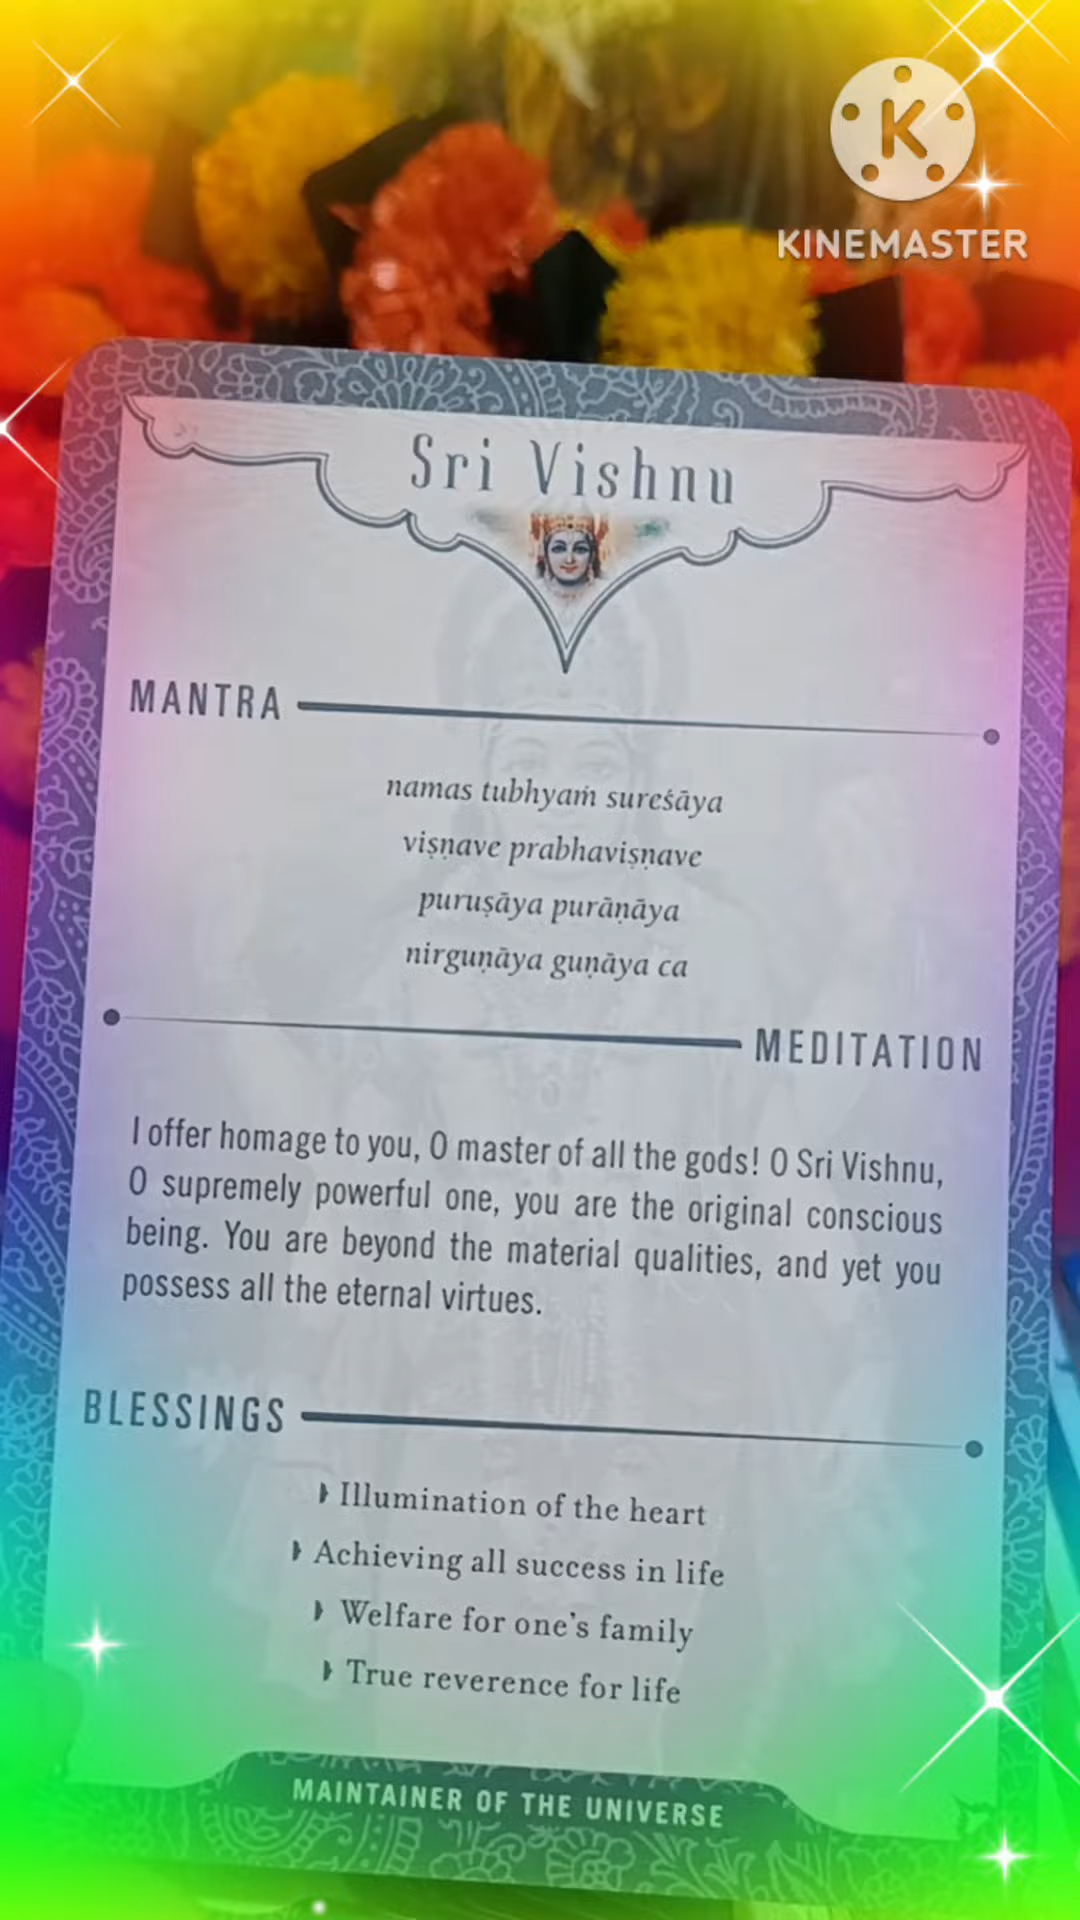 K
KINEMASTER
Sri Vishnu
MANTRA
namas tubhyaṁ sureśāya
viṣṇave prabhaviṣṇave
puruṣāya purāṇāya
nirguṇāya guṇāya ca
MEDITATION
I offer homage to you, O master of all the gods! O Sri Vishnu,
O supremely powerful one, you are the original conscious
being. You are beyond the material qualities, and yet you
possess all the eternal virtues.
BLESSINGS
Illumination of the heart
Achieving all success in life
Welfare for one's family
True reverence for life
MAINTAINER OF THE UNIVERSE